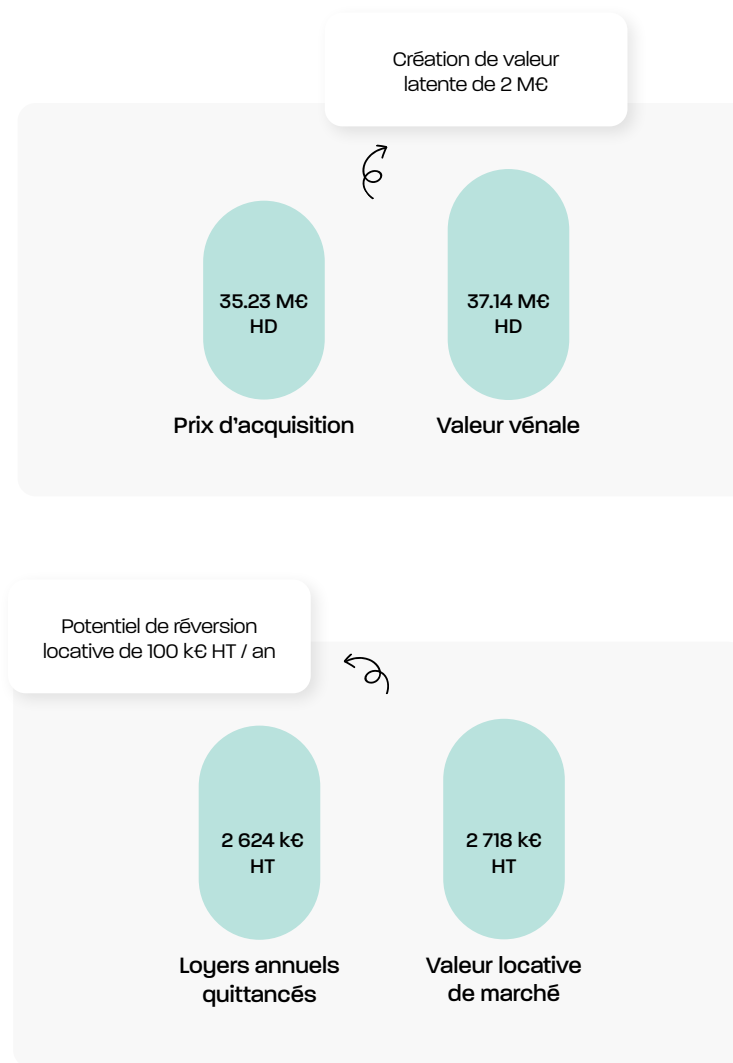 Création de valeur
latente de 2 M€
35.23 M€
HD
37.14 M€
HD
Prix d’acquisition
Valeur vénale
Potentiel de réversion
locative de 100 k€ HT / an
2 624 k€
HT
2 718 k€
HT
Loyers annuels
quittancés
Valeur locative
de marché